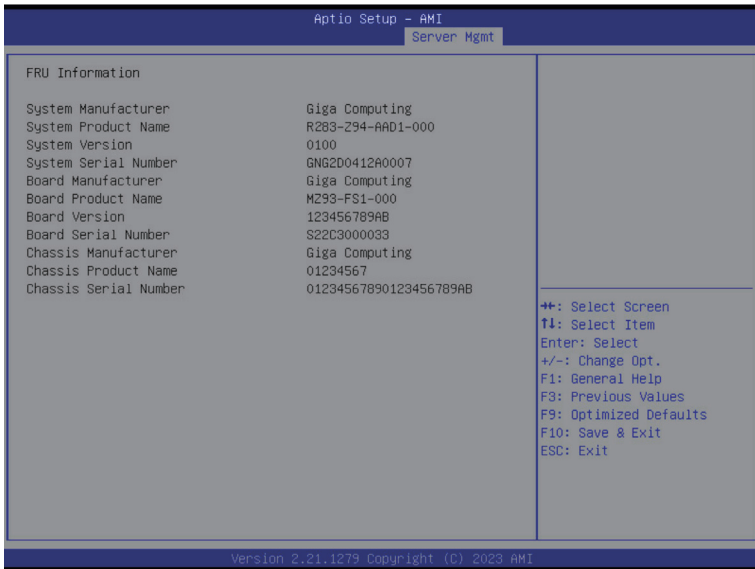 Aptio Setup – AMI
Server Mgmt
FRU Information
System Manufacturer Giga Computing
System Product Name R283-Z94-AAD1-000
System Version 0100
System Serial Number GNG2D0412A0007
Board Manufacturer Giga Computing
Board Product Name MZ93-FS1-000
Board Version 123456789AB
Board Serial Number S22C3000033
Chassis Manufacturer Giga Computing
Chassis Product Name 01234567
Chassis Serial Number 01234567890123456789AB
→←: Select Screen
↑↓: Select Item
Enter: Select
+/-: Change Opt.
F1: General Help
F3: Previous Values
F9: Optimized Defaults
F10: Save & Exit
ESC: Exit
Version 2.21.1279 Copyright (C) 2023 AMI